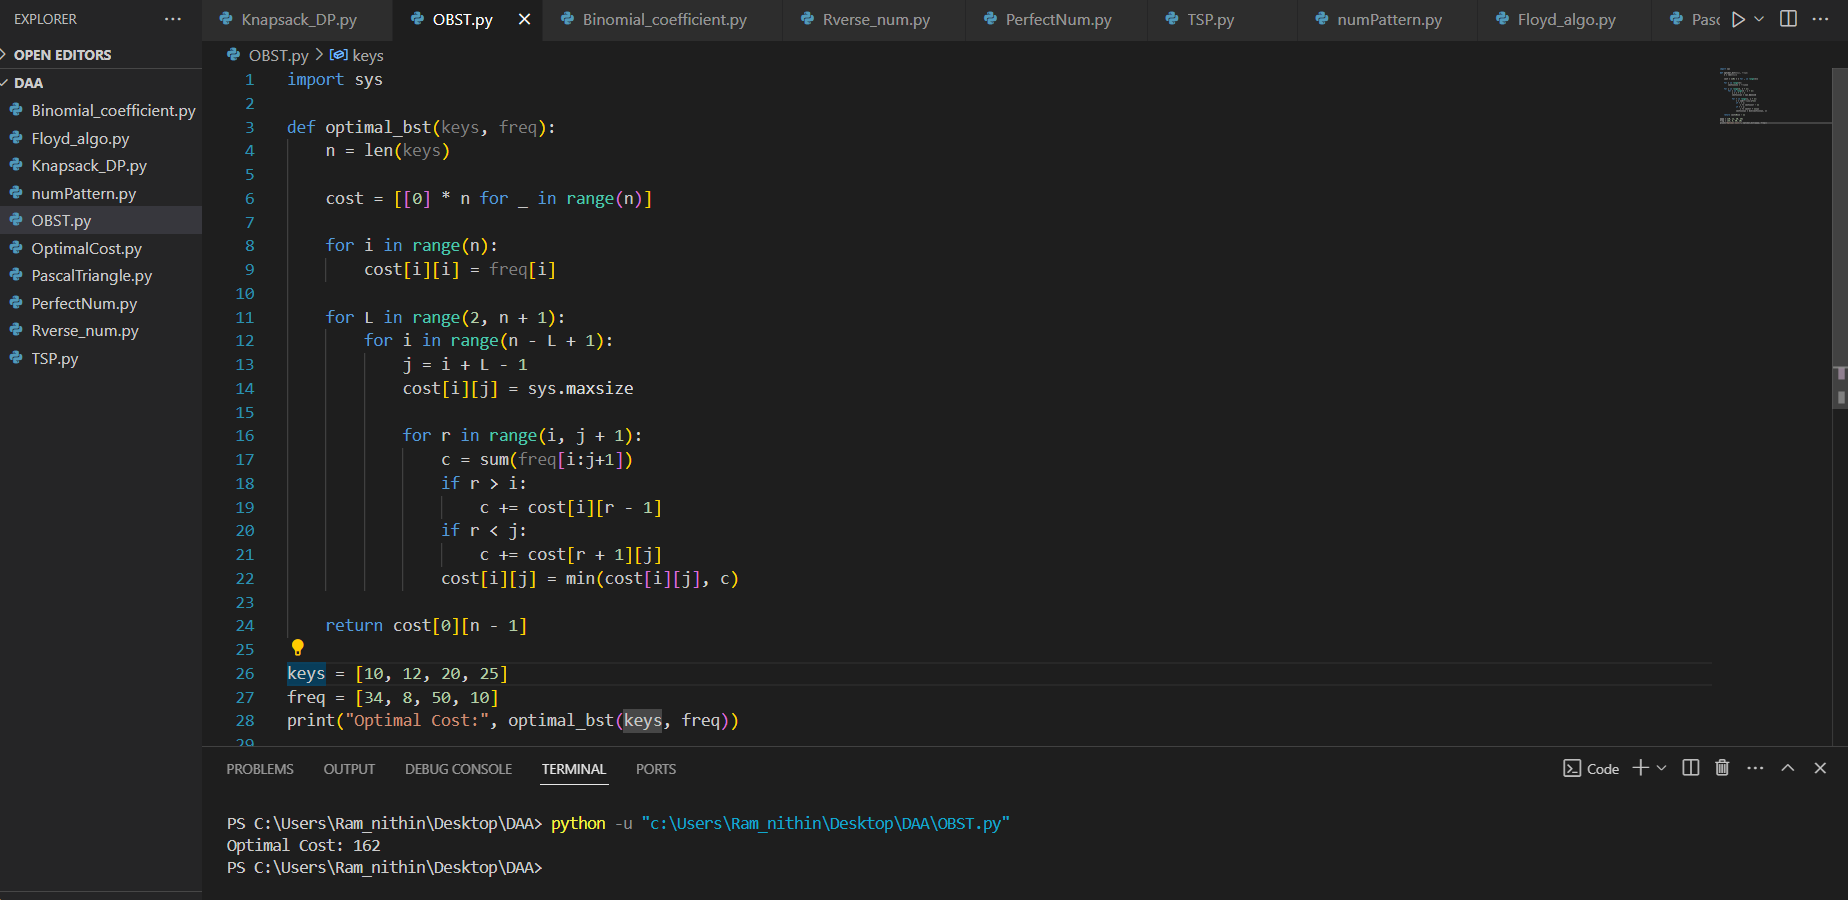 EXPLORER
OPEN EDITORS
DAA
Binomial_coefficient.py
Floyd_algo.py
Knapsack_DP.py
numPattern.py
OBST.py
OptimalCost.py
PascalTriangle.py
PerfectNum.py
Rverse_num.py
TSP.py
Knapsack_DP.py OBST.py Binomial_coefficient.py Rverse_num.py PerfectNum.py TSP.py numPattern.py Floyd_algo.py Pasc
OBST.py > keys
1 import sys
2
3 def optimal_bst(keys, freq):
4     n = len(keys)
5
6     cost = [[0] * n for _ in range(n)]
7
8     for i in range(n):
9         cost[i][i] = freq[i]
10
11     for L in range(2, n + 1):
12         for i in range(n - L + 1):
13             j = i + L - 1
14             cost[i][j] = sys.maxsize
15
16             for r in range(i, j + 1):
17                 c = sum(freq[i:j+1])
18                 if r > i:
19                     c += cost[i][r - 1]
20                 if r < j:
21                     c += cost[r + 1][j]
22                 cost[i][j] = min(cost[i][j], c)
23
24     return cost[0][n - 1]
25
26 keys = [10, 12, 20, 25]
27 freq = [34, 8, 50, 10]
28 print("Optimal Cost:", optimal_bst(keys, freq))
29
PROBLEMS OUTPUT DEBUG CONSOLE TERMINAL PORTS
Code
PS C:\Users\Ram_nithin\Desktop\DAA> python -u "c:\Users\Ram_nithin\Desktop\DAA\OBST.py"
Optimal Cost: 162
PS C:\Users\Ram_nithin\Desktop\DAA>